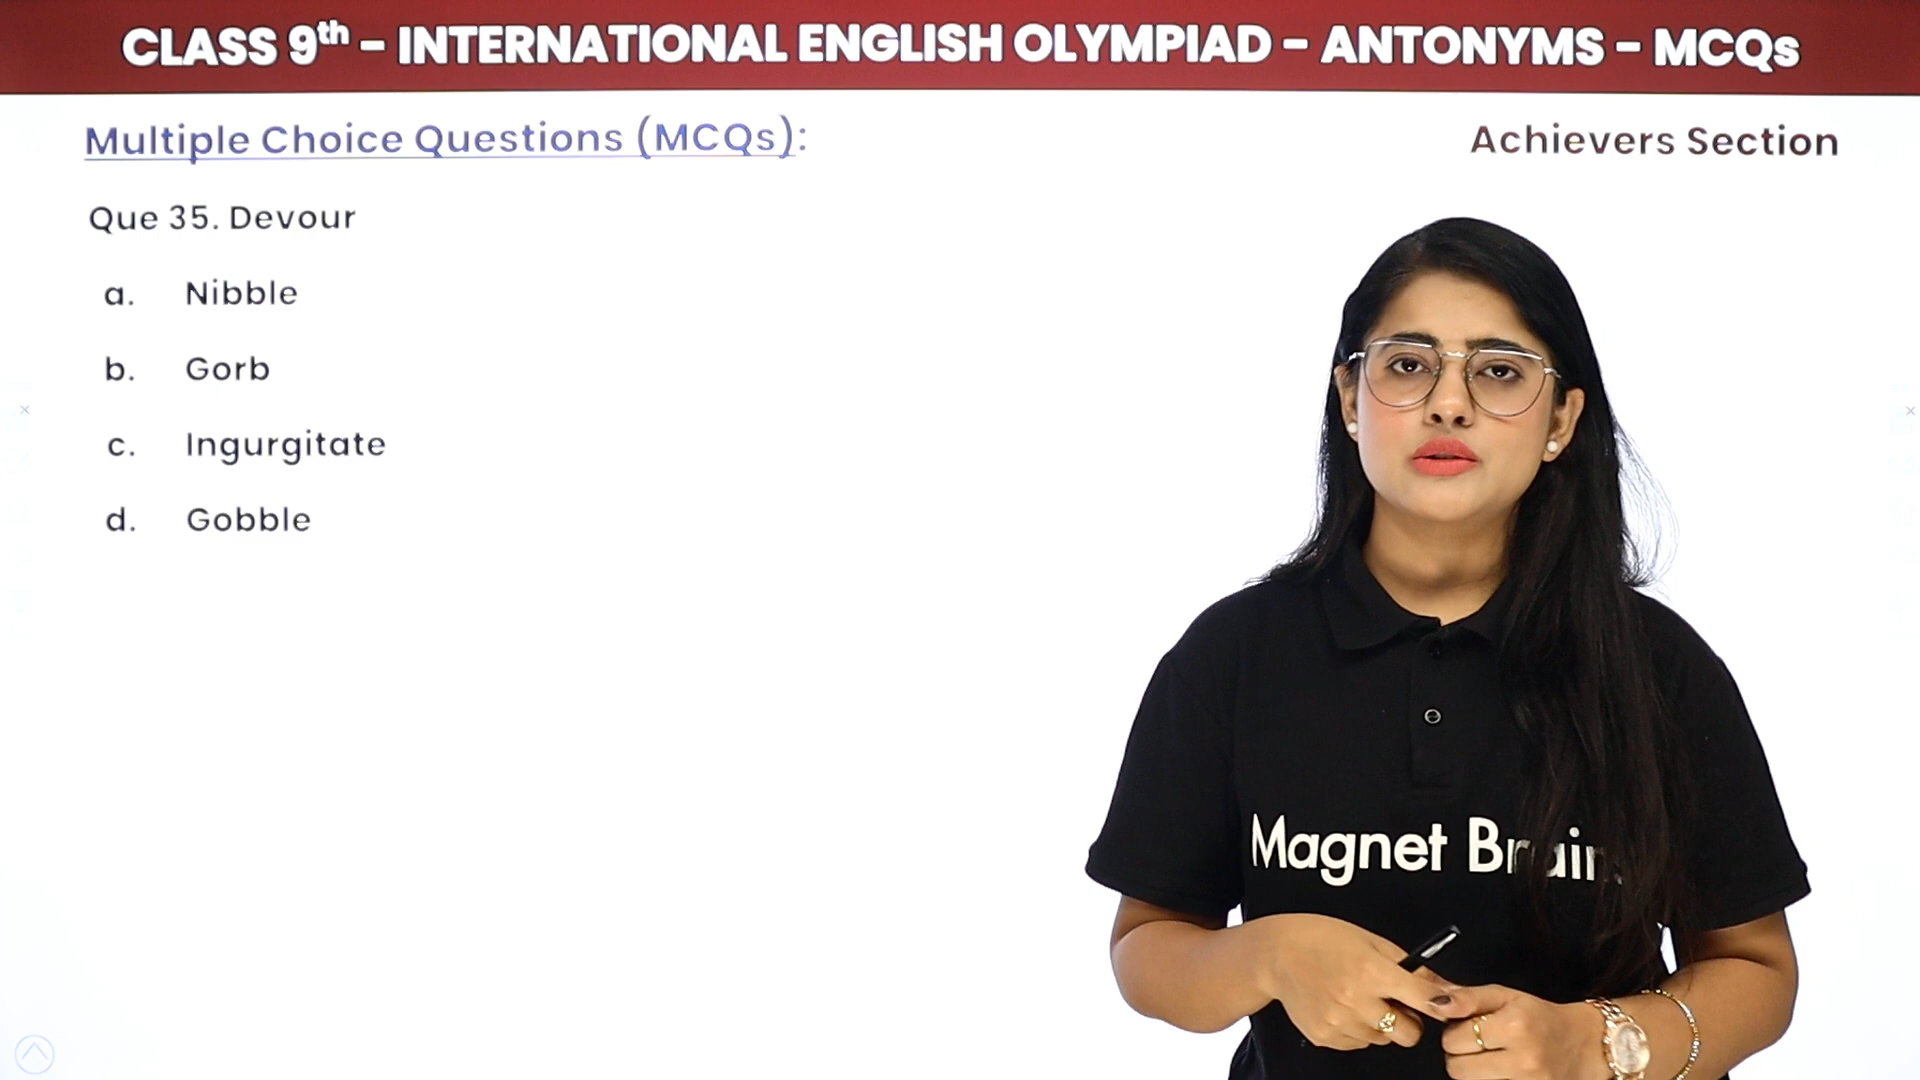 CLASS 9th – INTERNATIONAL ENGLISH OLYMPIAD – ANTONYMS – MCQs
Multiple Choice Questions (MCQs):
Achievers Section
Que 35. Devour
a. Nibble
b. Gorb
c. Ingurgitate
d. Gobble
Magnet Brain